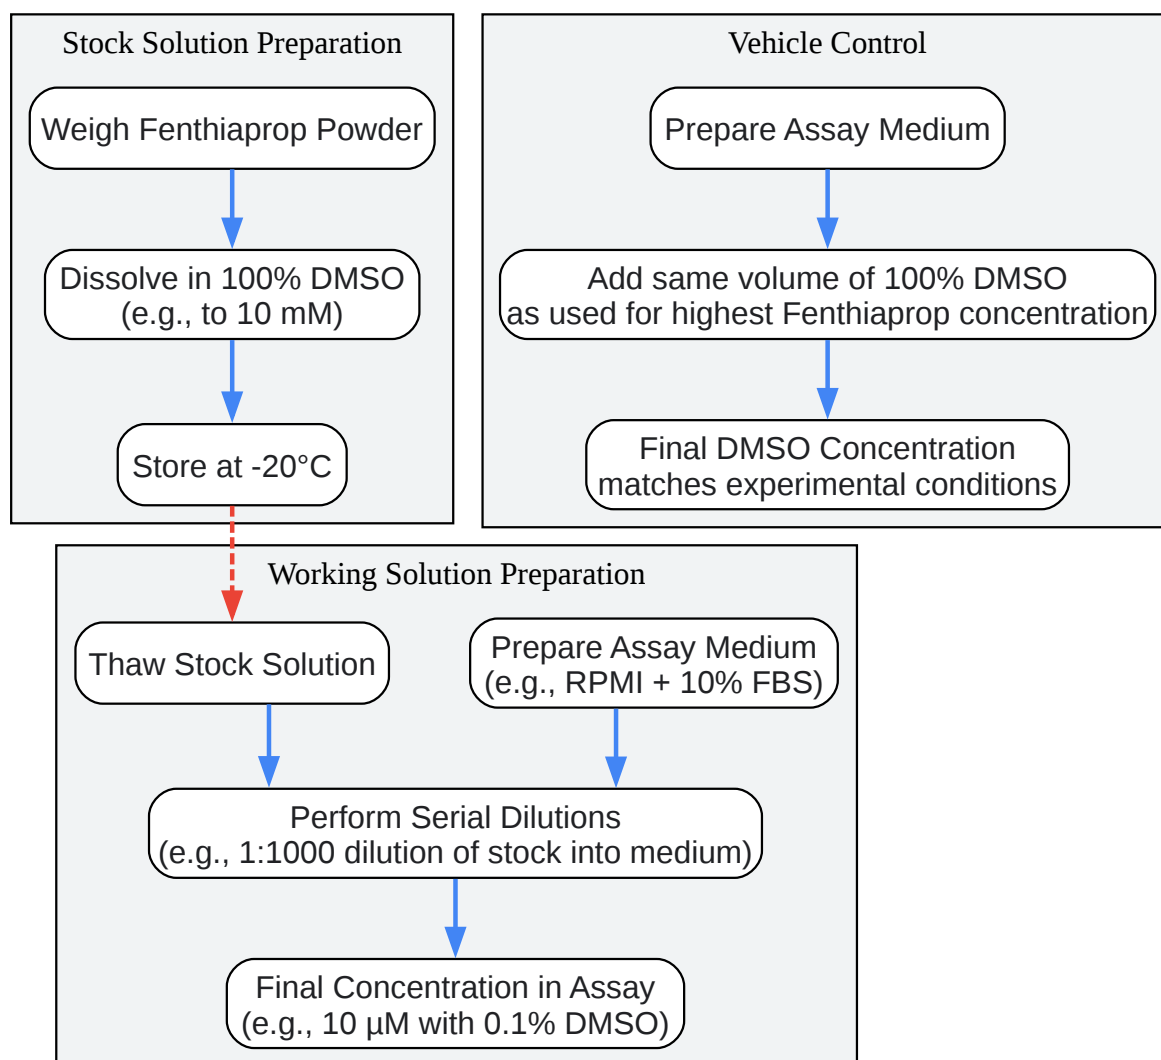 Stock Solution Preparation
Weigh Fenthiaprop Powder
Dissolve in 100% DMSO
(e.g., to 10 mM)
Store at -20°C
Vehicle Control
Prepare Assay Medium
Add same volume of 100% DMSO
as used for highest Fenthiaprop concentration
Final DMSO Concentration
matches experimental conditions
Working Solution Preparation
Thaw Stock Solution
Prepare Assay Medium
(e.g., RPMI + 10% FBS)
Perform Serial Dilutions
(e.g., 1:1000 dilution of stock into medium)
Final Concentration in Assay
(e.g., 10 µM with 0.1% DMSO)